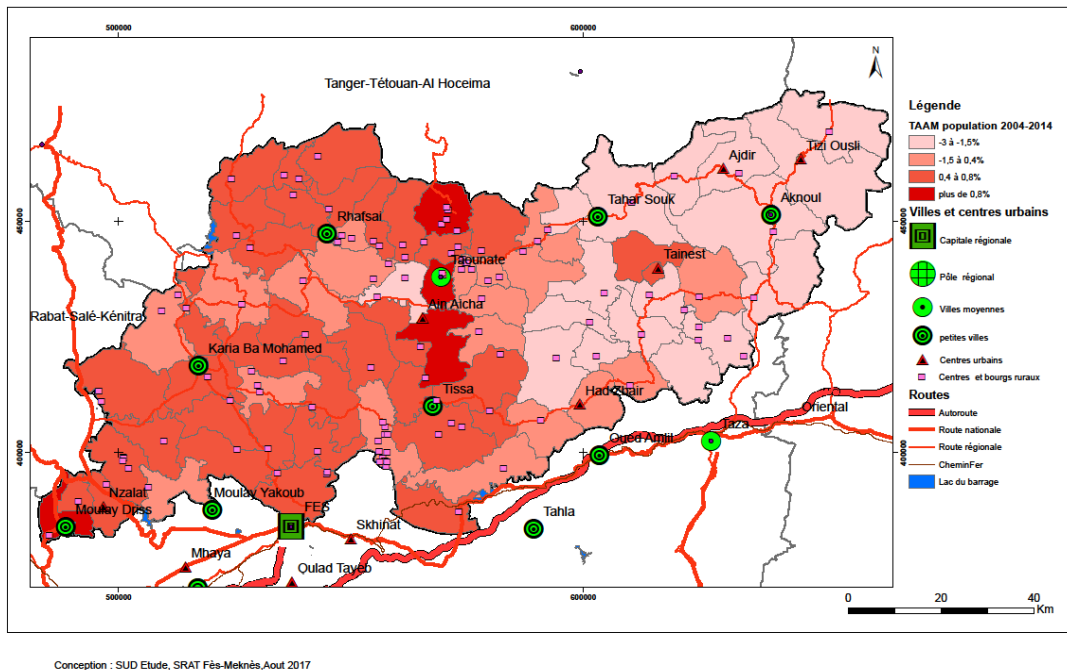 500000
600000
N
Tanger-Tétouan-Al Hoceima
Légende
TAAM population 2004-2014
-3 à -1,5%
-1,5 à 0,4%
0,4 à 0,8%
plus de 0,8%
Villes et centres urbains
Capitale régionale
Pôle régional
Villes moyennes
petites villes
Centres urbains
Centres et bourgs ruraux
Routes
Autoroute
Route nationale
Route régionale
CheminFer
Lac du barrage
Tizi Ousli
Ajdir
Aknoul
Tahar Souk
Rhafsai
450000
450000
Tainest
Taounate
Rabat-Salé-Kénitra
Ain Aicha
Karia Ba Mohamed
Tissa
Had Zbair
Oriental
Taza
Oued Amlil
400000
400000
Nzalat
Moulay Yakoub
Moulay Driss
FES
Skhinat
Tahla
Mhaya
Oulad Tayeb
500000
600000
0 20 40
Km
Conception : SUD Etude, SRAT Fès-Meknès,Aout 2017